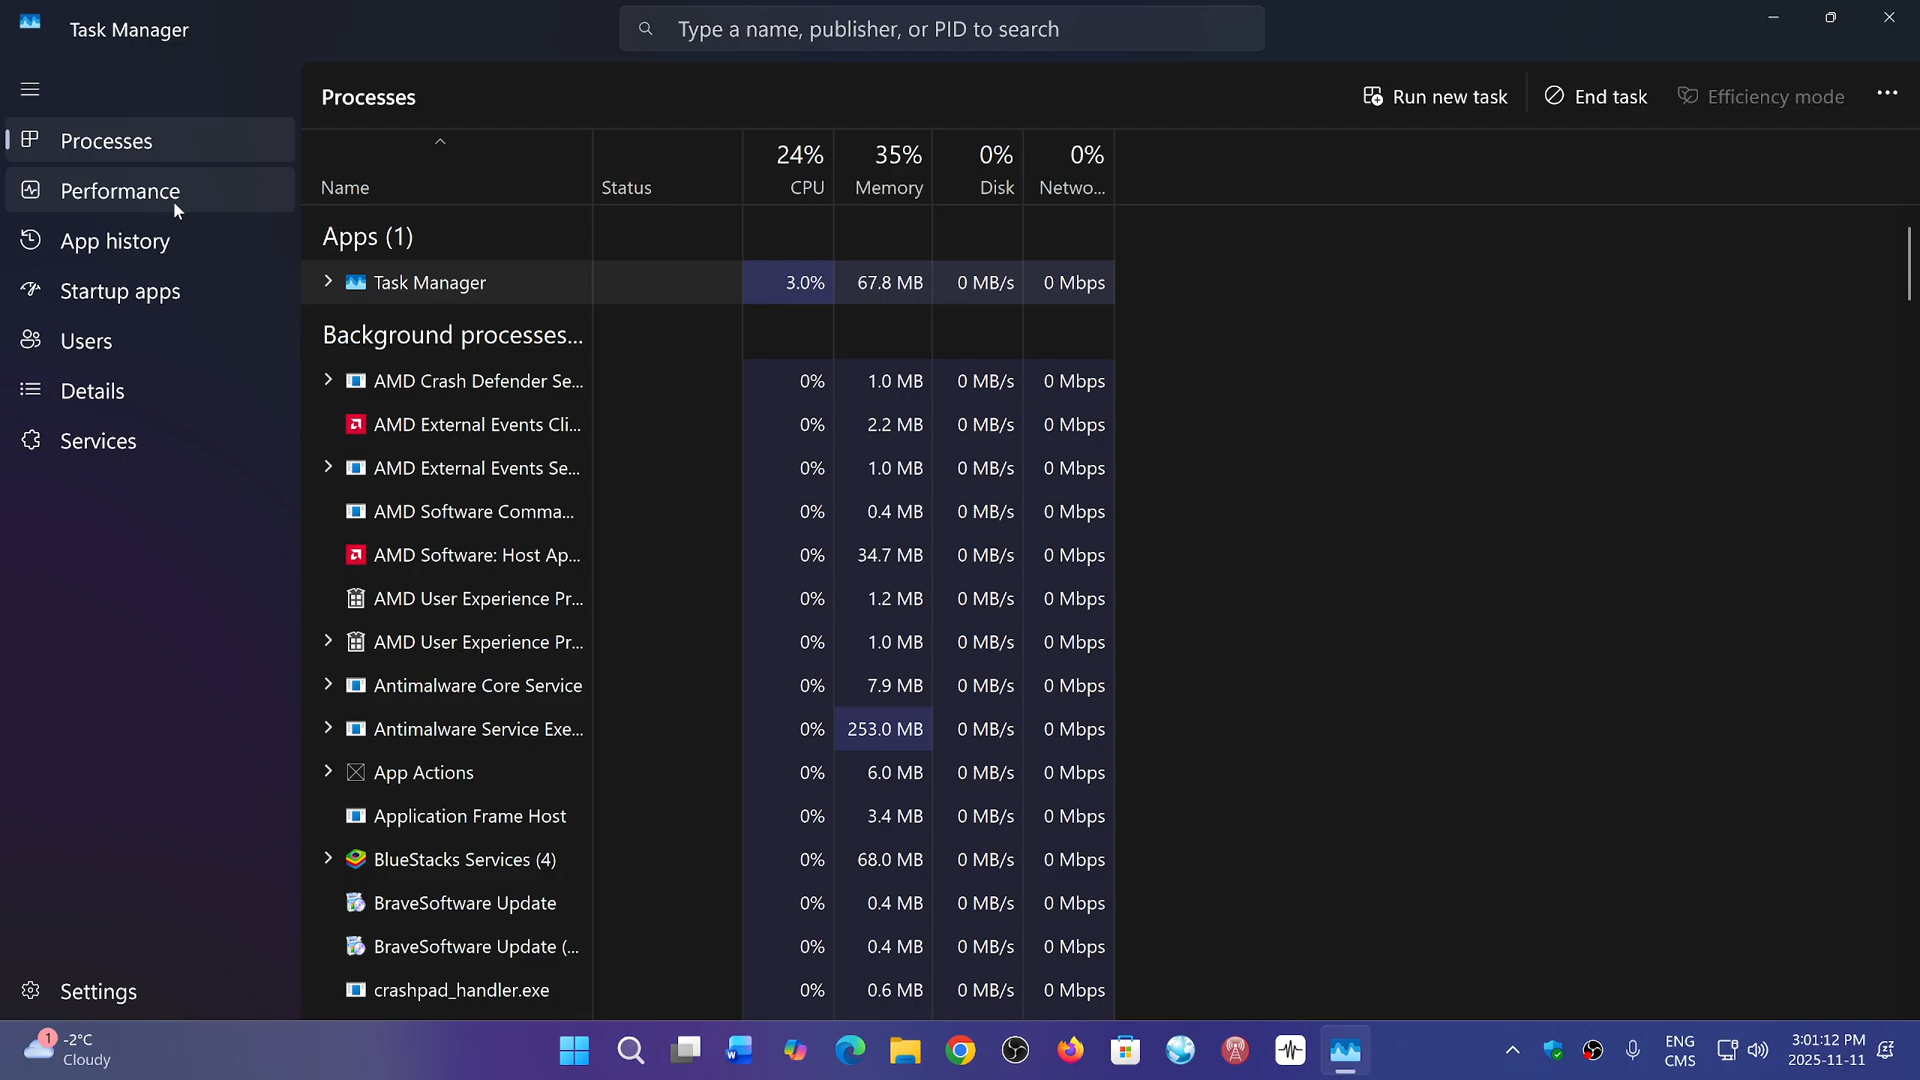 Task Manager
Type a name, publisher, or PID to search
Processes
Run new task
End task
Efficiency mode
Processes
Performance
App history
Startup apps
Users
Details
Services
Settings
24% 35% 0% 0%
Name Status CPU Memory Disk Netwo...
Apps (1)
Task Manager 3.0% 67.8 MB 0 MB/s 0 Mbps
Background processes...
AMD Crash Defender Se... 0% 1.0 MB 0 MB/s 0 Mbps
AMD External Events Cli... 0% 2.2 MB 0 MB/s 0 Mbps
AMD External Events Se... 0% 1.0 MB 0 MB/s 0 Mbps
AMD Software Comma... 0% 0.4 MB 0 MB/s 0 Mbps
AMD Software: Host Ap... 0% 34.7 MB 0 MB/s 0 Mbps
AMD User Experience Pr... 0% 1.2 MB 0 MB/s 0 Mbps
AMD User Experience Pr... 0% 1.0 MB 0 MB/s 0 Mbps
Antimalware Core Service 0% 7.9 MB 0 MB/s 0 Mbps
Antimalware Service Exe... 0% 253.0 MB 0 MB/s 0 Mbps
App Actions 0% 6.0 MB 0 MB/s 0 Mbps
Application Frame Host 0% 3.4 MB 0 MB/s 0 Mbps
BlueStacks Services (4) 0% 68.0 MB 0 MB/s 0 Mbps
BraveSoftware Update 0% 0.4 MB 0 MB/s 0 Mbps
BraveSoftware Update (... 0% 0.4 MB 0 MB/s 0 Mbps
crashpad_handler.exe 0% 0.6 MB 0 MB/s 0 Mbps
1
-2°C
Cloudy
ENG
CMS
3:01:12 PM
2025-11-11